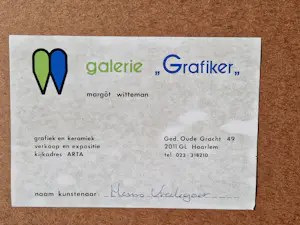 galerie „Grafiker"
margôt witteman
grafiek en keramiek
verkoop en expositie
kijkadres ARTA
Ged. Oude Gracht 49
2011 GL Haarlem
tel 023-318210
naam kunstenaar: